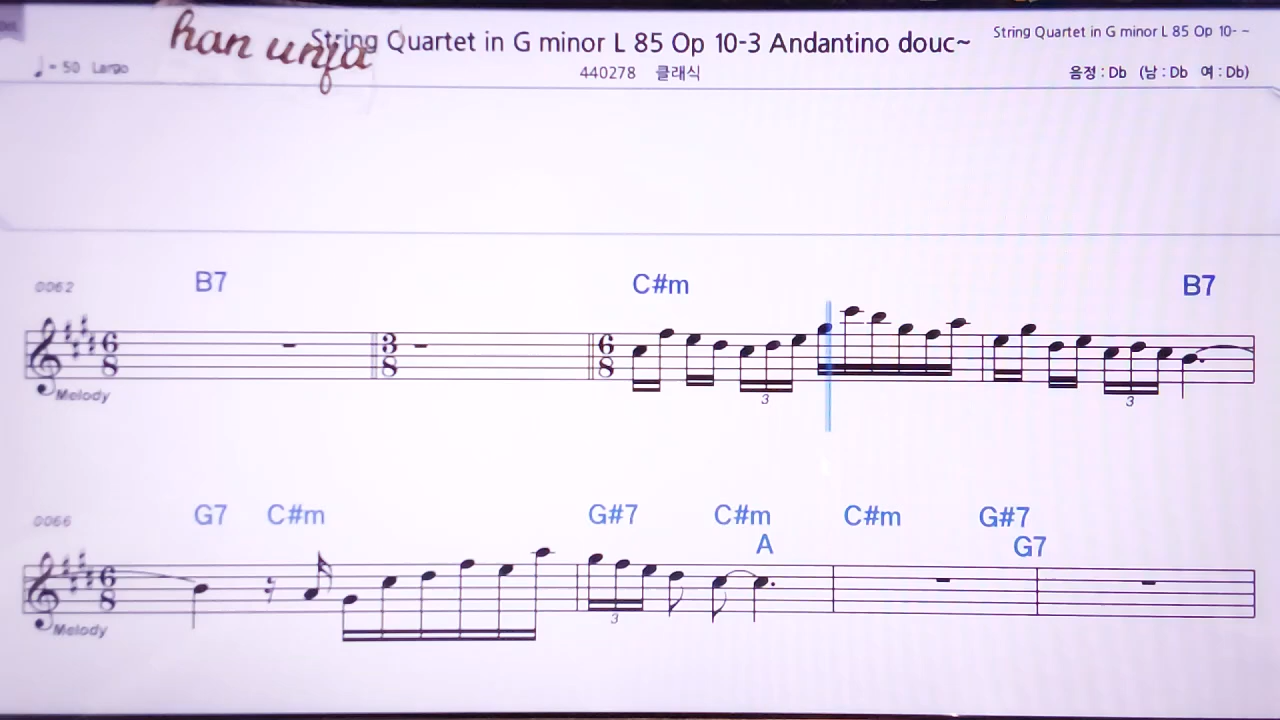 han unja
String Quartet in G minor L 85 Op 10-3 Andantino douc~
String Quartet in G minor L 85 Op 10- ~
♩= 50 Largo
440278 클래식
음정 : Db (남 : Db 여 : Db)
0062
B7
C#m
B7
6 8
3 8
6 8
Melody
3
3
0066
G7 C#m
G#7
C#m
C#m
G#7
A
G7
6 8
Melody
3